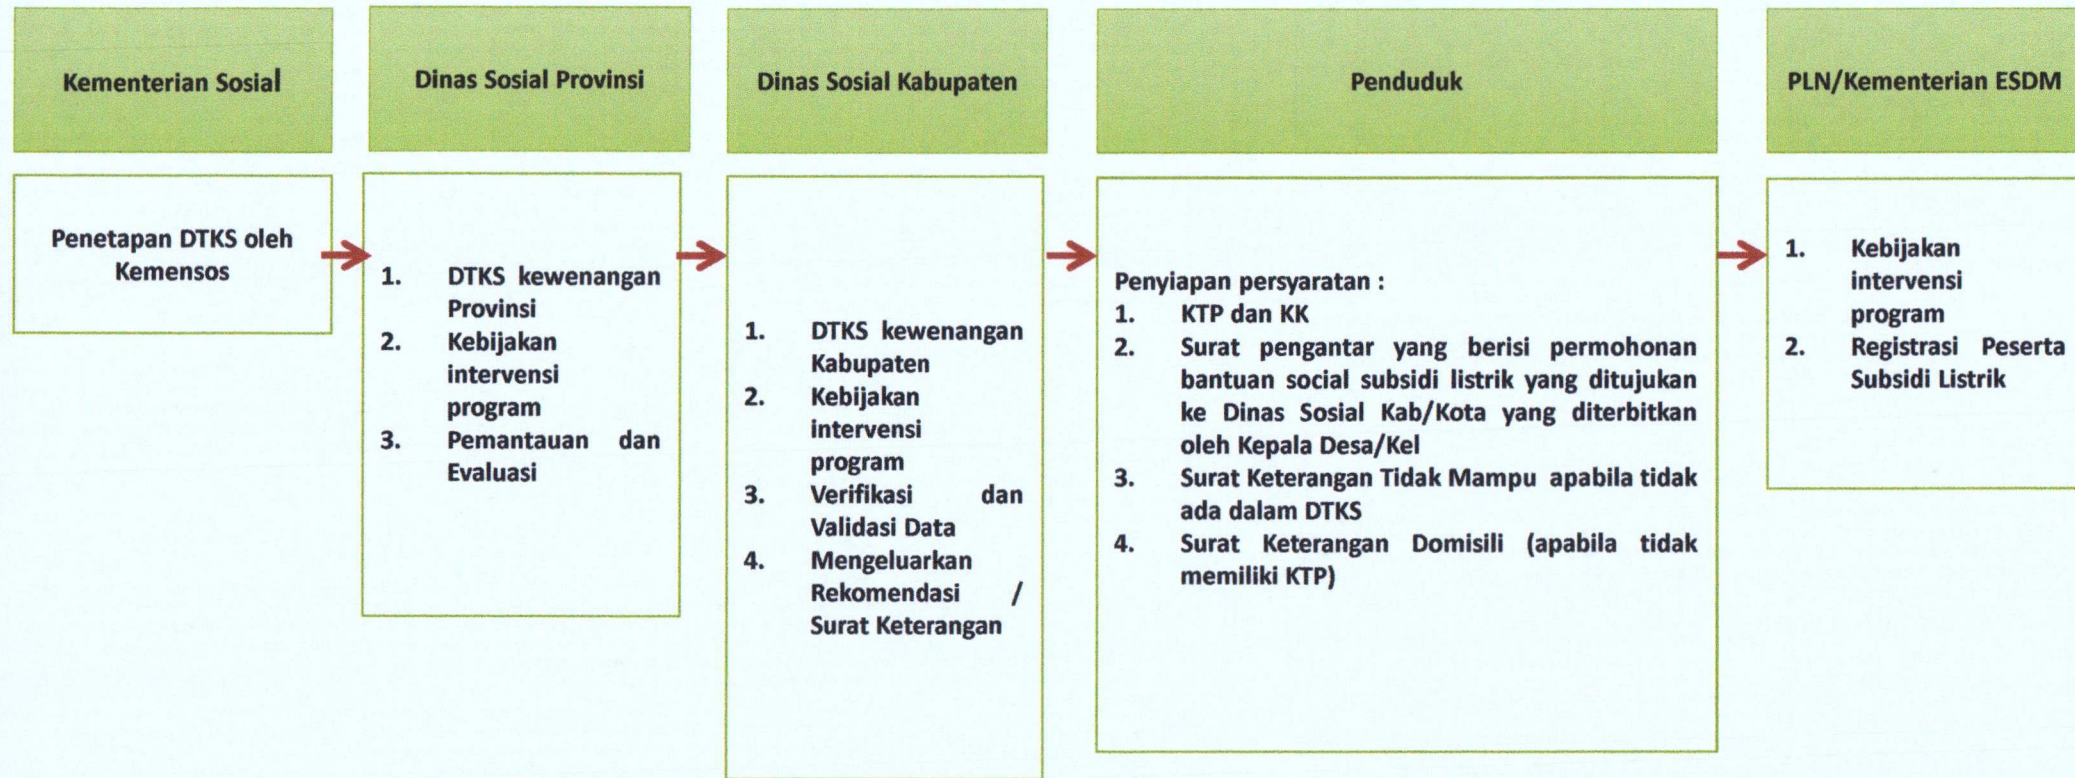 Kementerian Sosial
Penetapan DTKS oleh
Kemensos
Dinas Sosial Provinsi
1. DTKS kewenangan
Provinsi
2. Kebijakan
intervensi
program
3. Pemantauan dan
Evaluasi
Dinas Sosial Kabupaten
1. DTKS kewenangan
Kabupaten
2. Kebijakan
intervensi
program
3. Verifikasi dan
Validasi Data
4. Mengeluarkan
Rekomendasi /
Surat Keterangan
Penduduk
Penyiapan persyaratan :
1. KTP dan KK
2. Surat pengantar yang berisi permohonan
bantuan social subsidi listrik yang ditujukan
ke Dinas Sosial Kab/Kota yang diterbitkan
oleh Kepala Desa/Kel
3. Surat Keterangan Tidak Mampu apabila tidak
ada dalam DTKS
4. Surat Keterangan Domisili (apabila tidak
memiliki KTP)
PLN/Kementerian ESDM
1. Kebijakan
intervensi
program
2. Registrasi Peserta
Subsidi Listrik